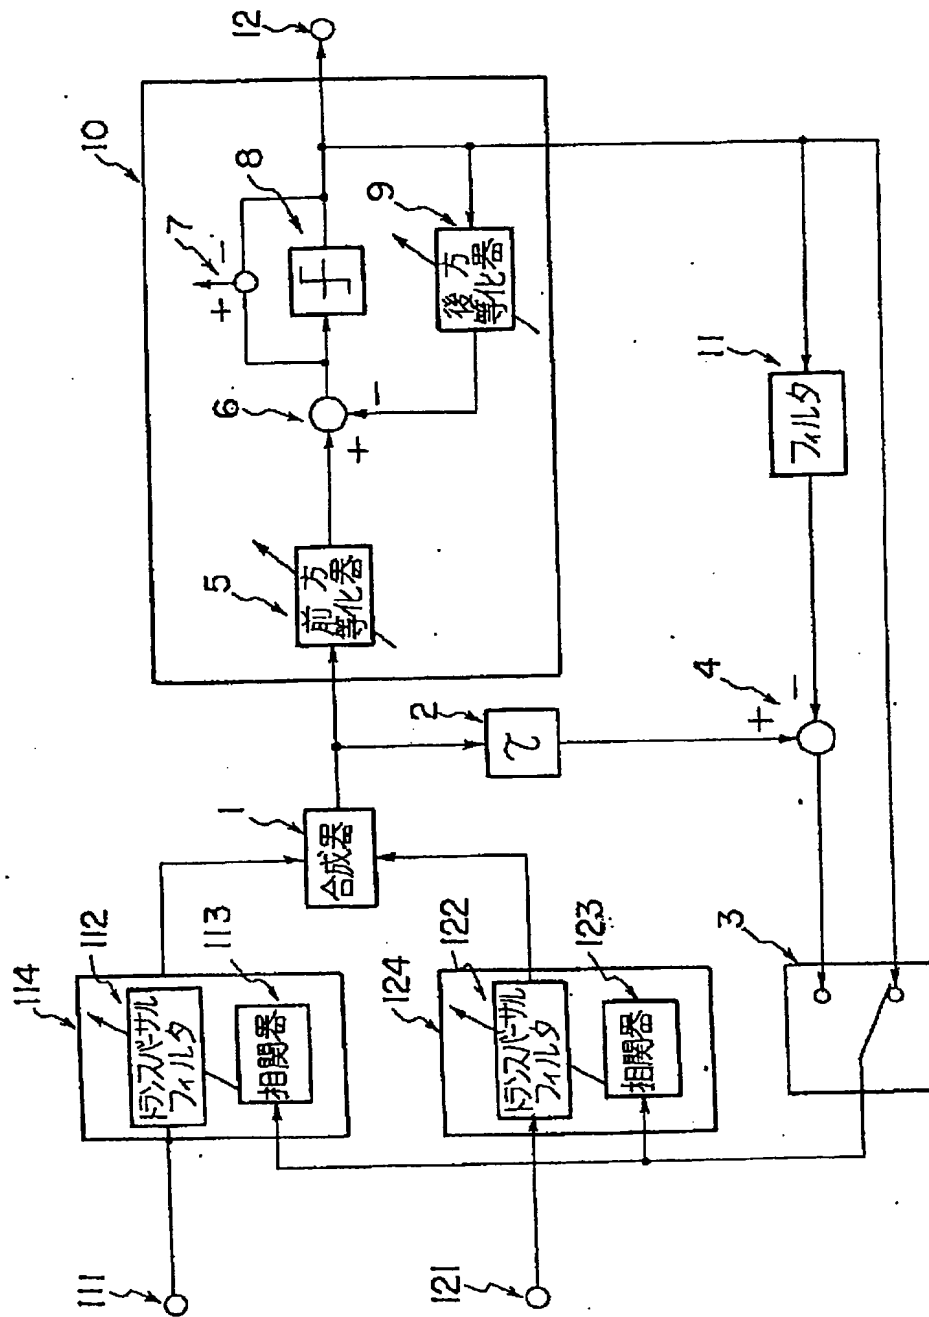 111
114
112
トランスバーサル
フィルタ
113
相関器
121
124
122
トランスバーサル
フィルタ
123
相関器
1
合成器
2
τ
3
4
+
−
5
前方
等化器
6
+
−
7
+
−
8
9
後方
等化器
10
11
フィルタ
12